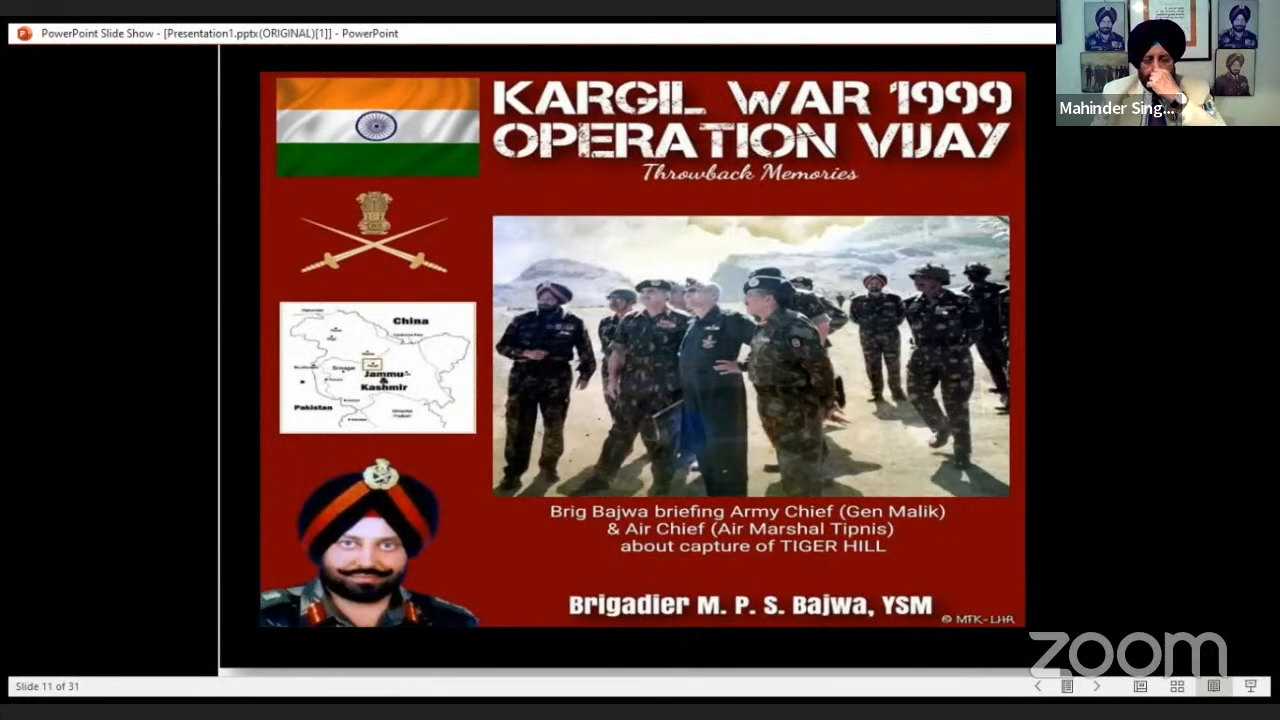 PowerPoint Slide Show - [Presentation1.pptx(ORIGINAL)[1]] - PowerPoint
Mahinder Sing...
KARGIL WAR 1999
OPERATION VIJAY
Throwback Memories
China
Srinagar
Jammu
&
Kashmir
Pakistan
Brig Bajwa briefing Army Chief (Gen Malik)
& Air Chief (Air Marshal Tipnis)
about capture of TIGER HILL
Brigadier M. P. S. Bajwa, YSM
© MFK-LHR
zoom
Slide 11 of 31